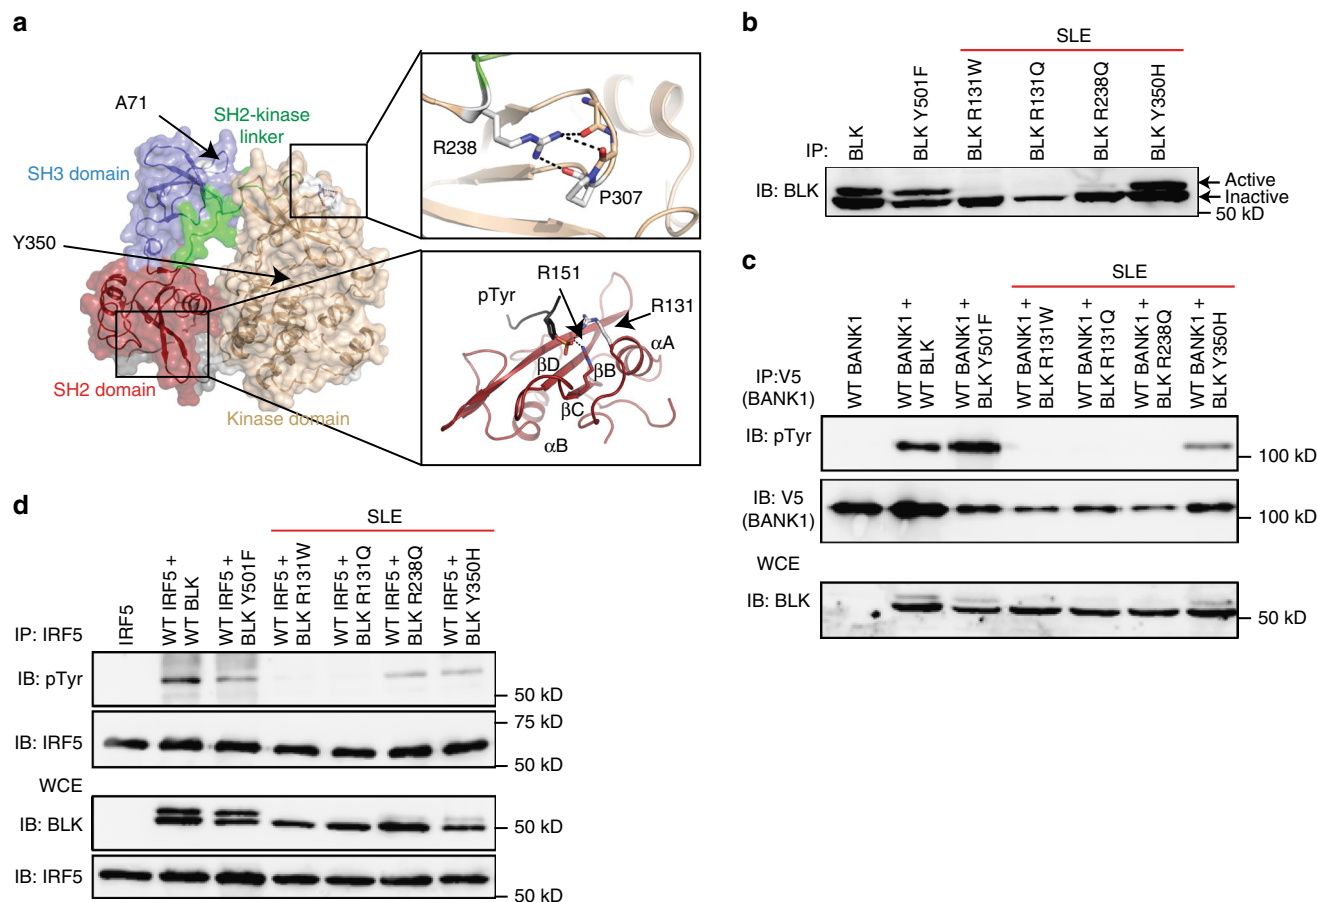 a
A71
SH2-kinase
linker
SH3 domain
Y350
SH2 domain
Kinase domain
R238
P307
R151
pTyr
R131
αA
βD
βB
βC
αB
b
SLE
IP:
BLK
BLK Y501F
BLK R131W
BLK R131Q
BLK R238Q
BLK Y350H
IB: BLK
Active
Inactive
50 kD
c
SLE
IP:V5
(BANK1)
WT BANK1
WT BANK1 +
WT BLK
WT BANK1 +
BLK Y501F
WT BANK1 +
BLK R131W
WT BANK1 +
BLK R131Q
WT BANK1 +
BLK R238Q
WT BANK1 +
BLK Y350H
IB: pTyr
100 kD
IB: V5
(BANK1)
100 kD
WCE
IB: BLK
50 kD
d
SLE
IP: IRF5
IRF5
WT IRF5 +
WT BLK
WT IRF5 +
BLK Y501F
WT IRF5 +
BLK R131W
WT IRF5 +
BLK R131Q
WT IRF5 +
BLK R238Q
WT IRF5 +
BLK Y350H
IB: pTyr
50 kD
75 kD
IB: IRF5
50 kD
WCE
IB: BLK
50 kD
IB: IRF5
50 kD